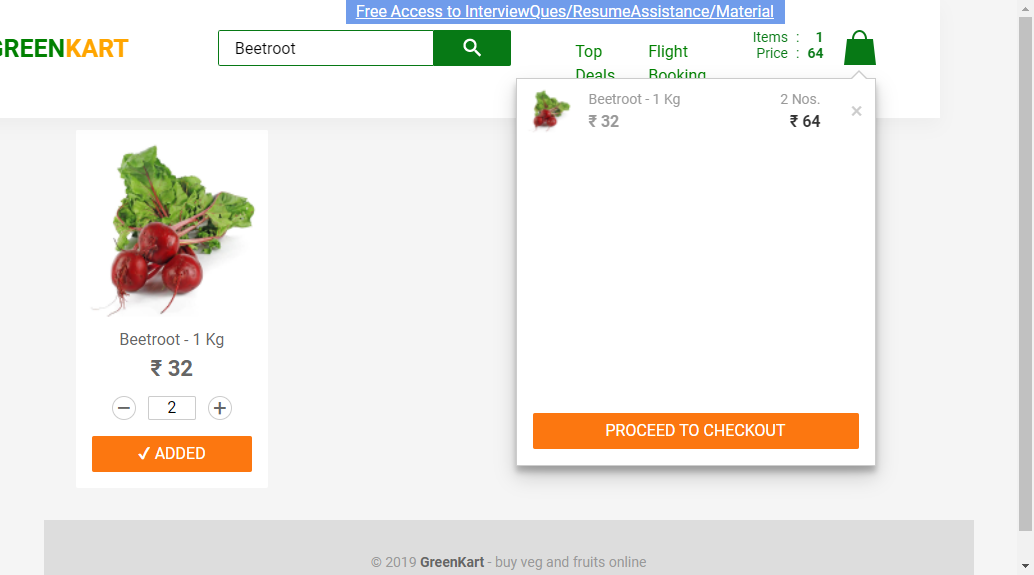 Free Access to InterviewQues/ResumeAssistance/Material
GREENKART
Beetroot
Top
Deals
Flight
Booking
Items : 1
Price : 64
Beetroot - 1 Kg 2 Nos.
₹ 32 ₹ 64
×
PROCEED TO CHECKOUT
Beetroot - 1 Kg
₹ 32
2
✓ ADDED
© 2019 GreenKart - buy veg and fruits online